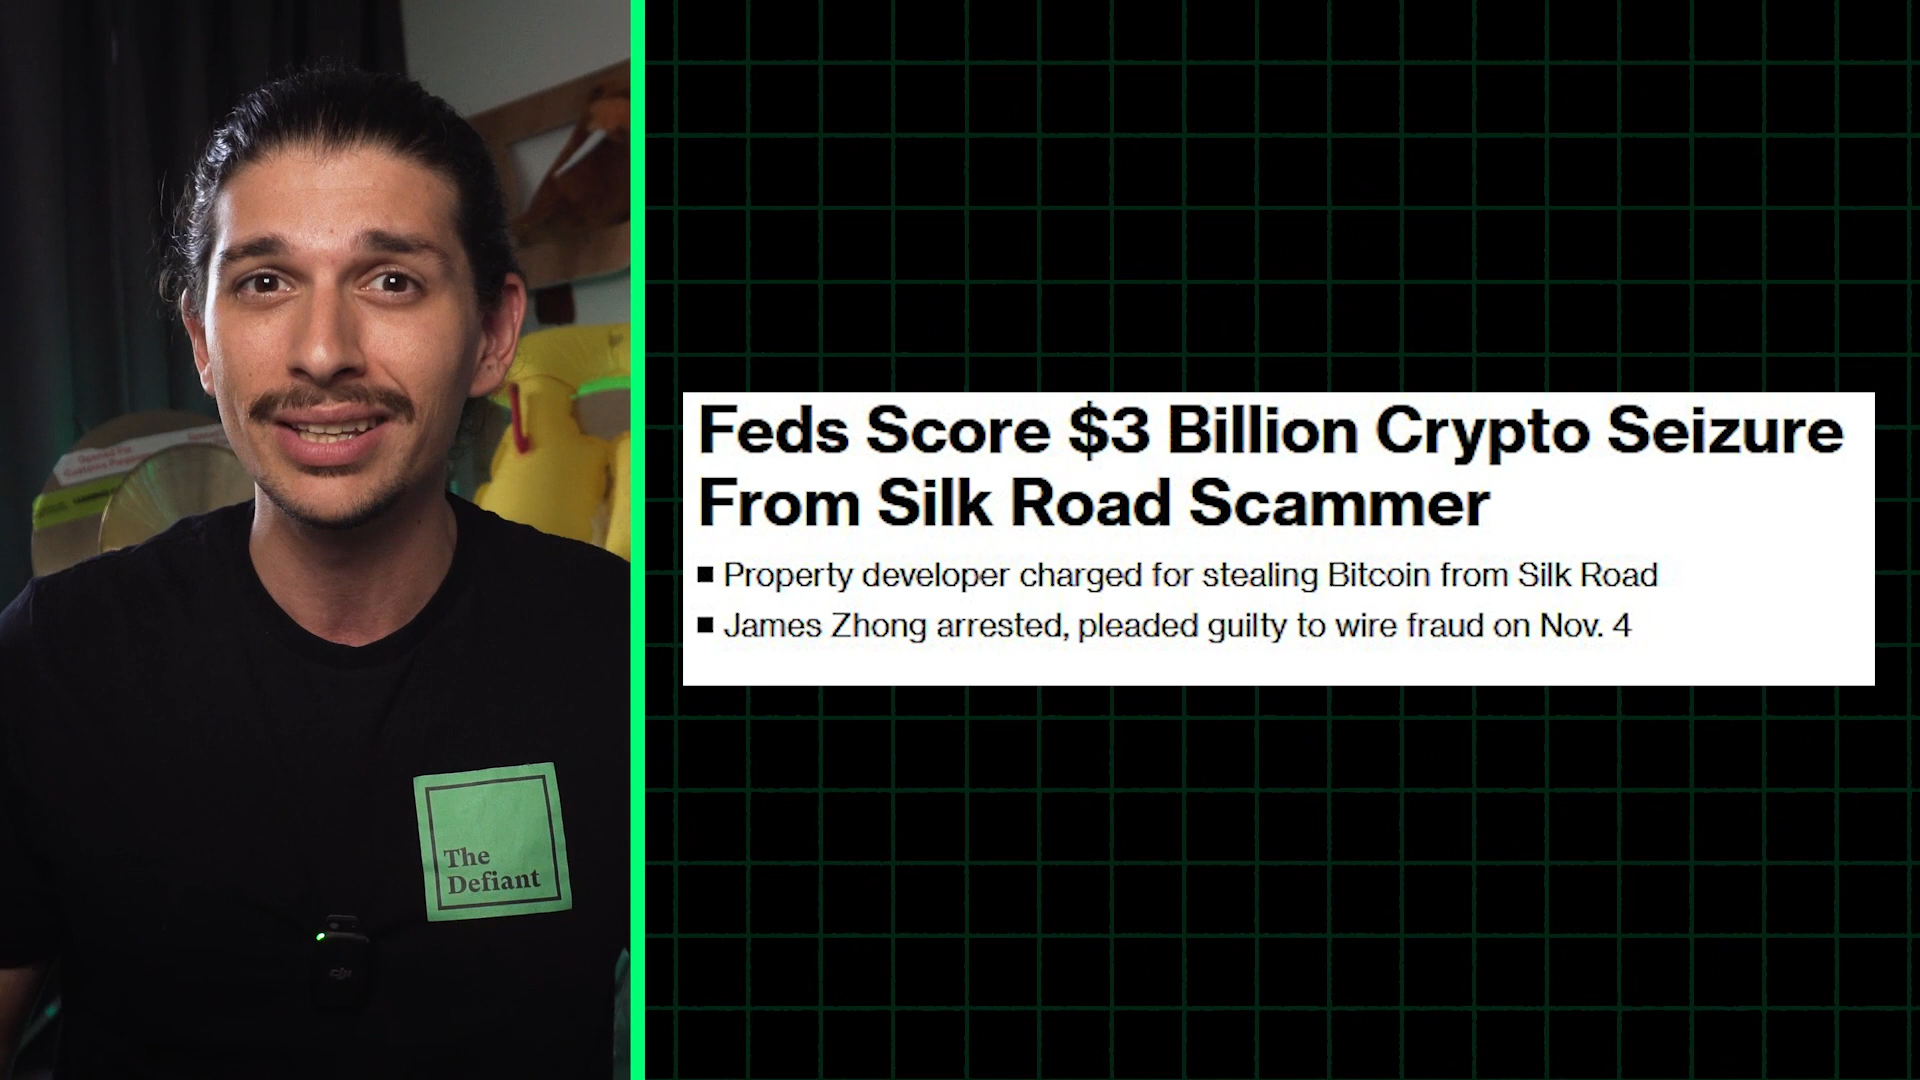 The
Defiant
dji
Feds Score $3 Billion Crypto Seizure
From Silk Road Scammer
■ Property developer charged for stealing Bitcoin from Silk Road
■ James Zhong arrested, pleaded guilty to wire fraud on Nov. 4